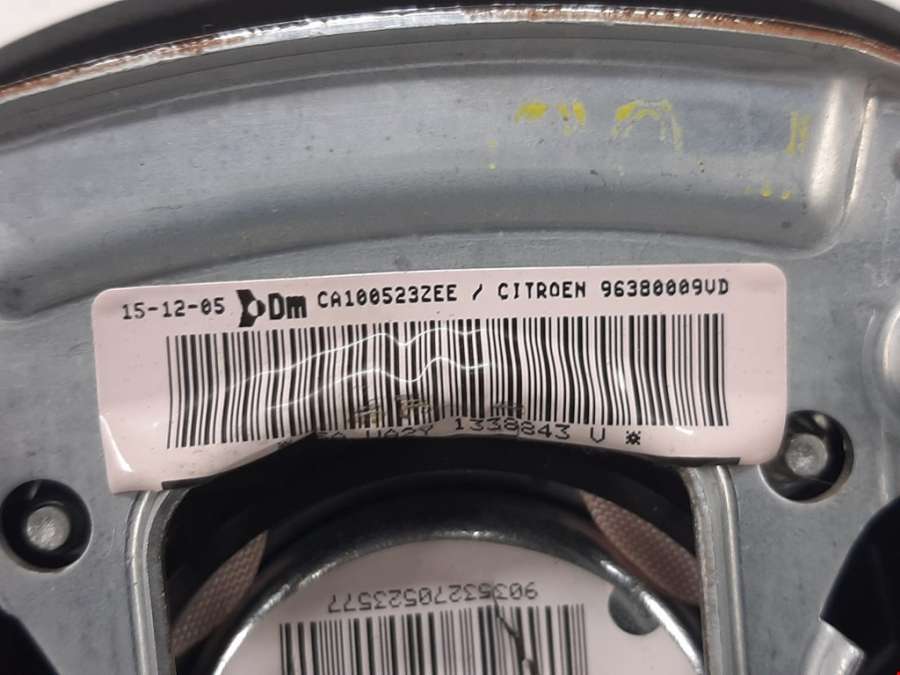 15-12-05 Dm CA100523ZEE / CITROEN 96380009VD
1338843 V *
90353270523577